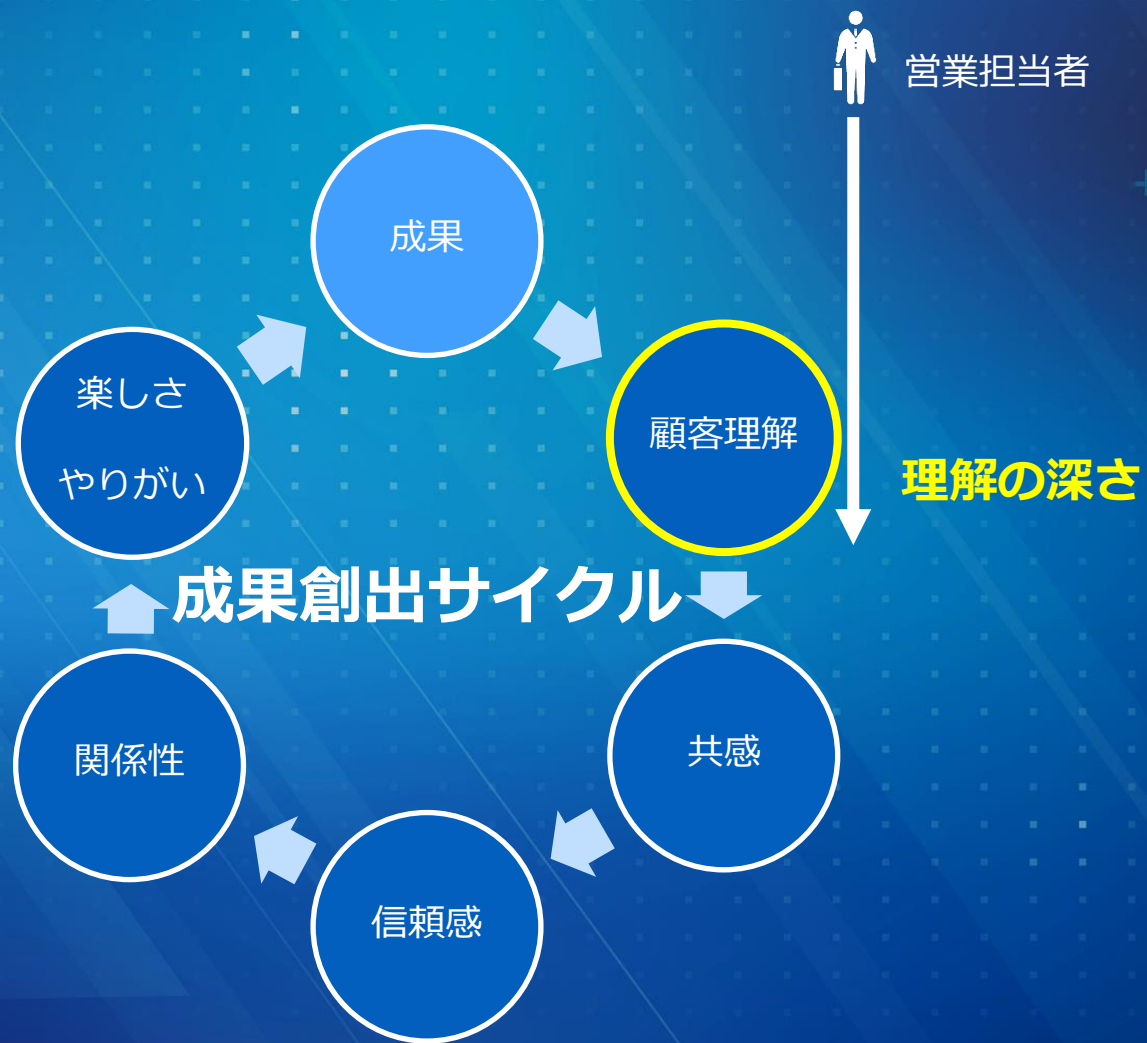 営業担当者
成果
顧客理解
楽しさ
やりがい
理解の深さ
成果創出サイクル
共感
関係性
信頼感